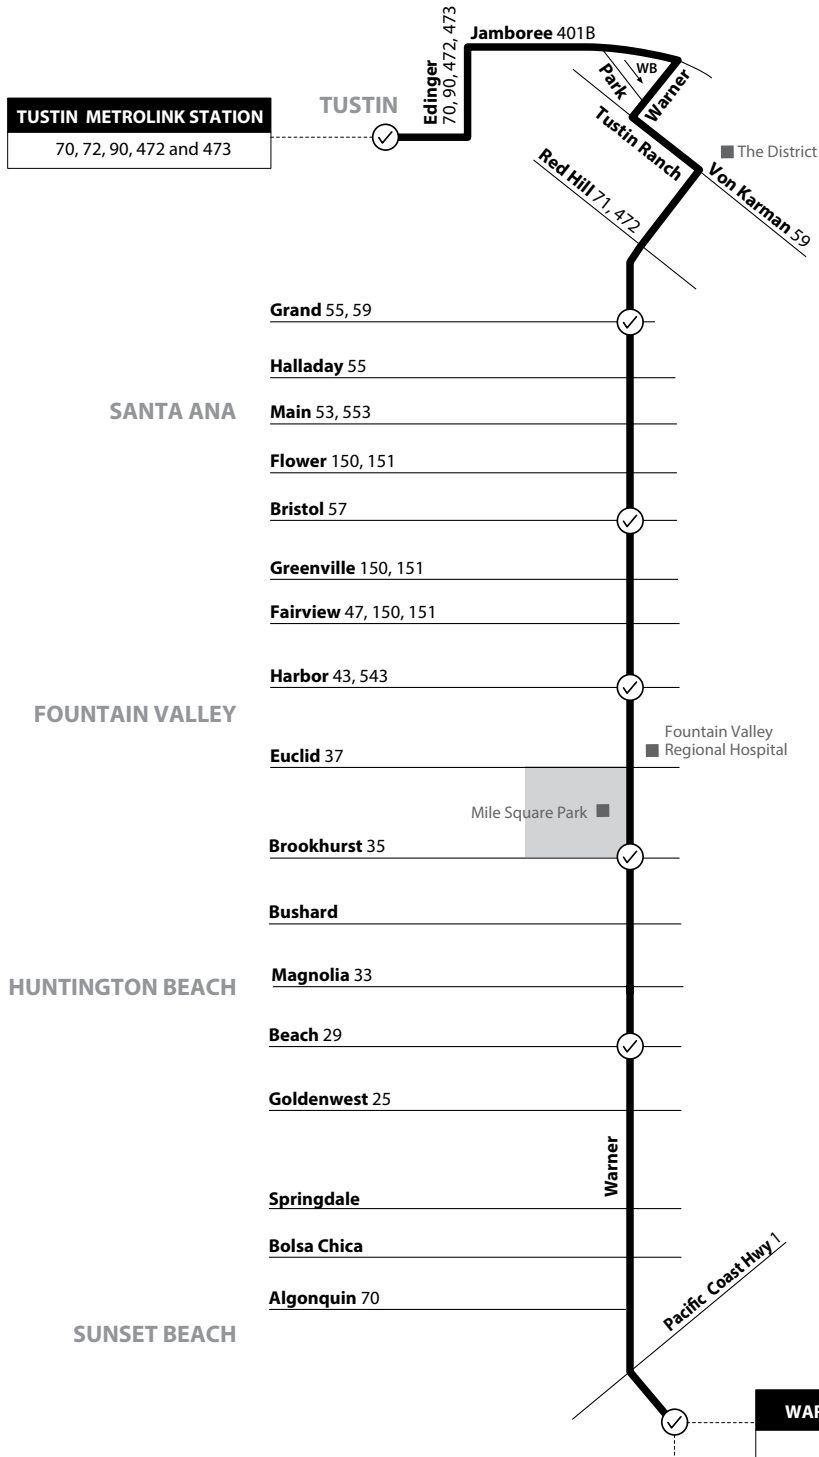 Jamboree 401B
Edinger
70, 90, 472, 473
WB
Park
Warner
TUSTIN
TUSTIN METROLINK STATION
70, 72, 90, 472 and 473
Tustin Ranch
The District
Von Karman 59
Red Hill 71, 472
Grand 55, 59
Halladay 55
SANTA ANA
Main 53, 553
Flower 150, 151
Bristol 57
Greenville 150, 151
Fairview 47, 150, 151
Harbor 43, 543
FOUNTAIN VALLEY
Fountain Valley
Regional Hospital
Euclid 37
Mile Square Park
Brookhurst 35
Bushard
HUNTINGTON BEACH
Magnolia 33
Beach 29
Goldenwest 25
Warner
Springdale
Bolsa Chica
Pacific Coast Hwy 1
Algonquin 70
SUNSET BEACH